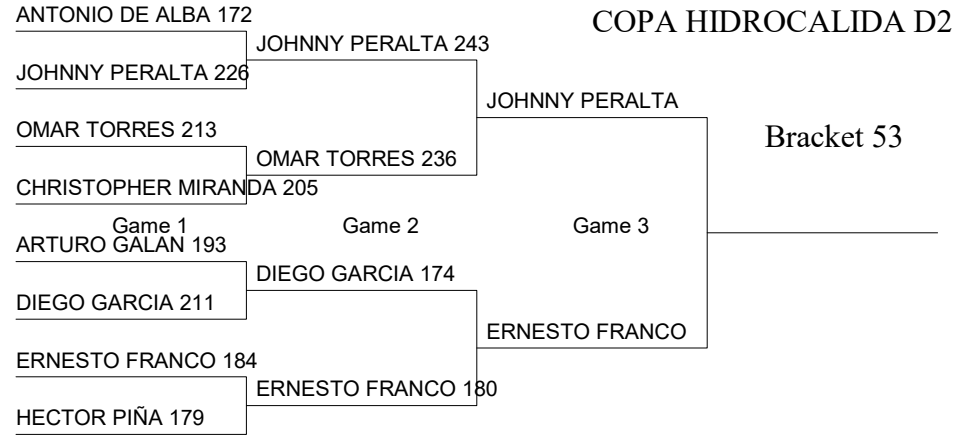 ANTONIO DE ALBA 172
COPA HIDROCALIDA D2
JOHNNY PERALTA 243
JOHNNY PERALTA 226
JOHNNY PERALTA
OMAR TORRES 213
Bracket 53
OMAR TORRES 236
CHRISTOPHER MIRANDA 205
Game 1
Game 2
Game 3
ARTURO GALAN 193
DIEGO GARCIA 174
DIEGO GARCIA 211
ERNESTO FRANCO
ERNESTO FRANCO 184
ERNESTO FRANCO 180
HECTOR PIÑA 179